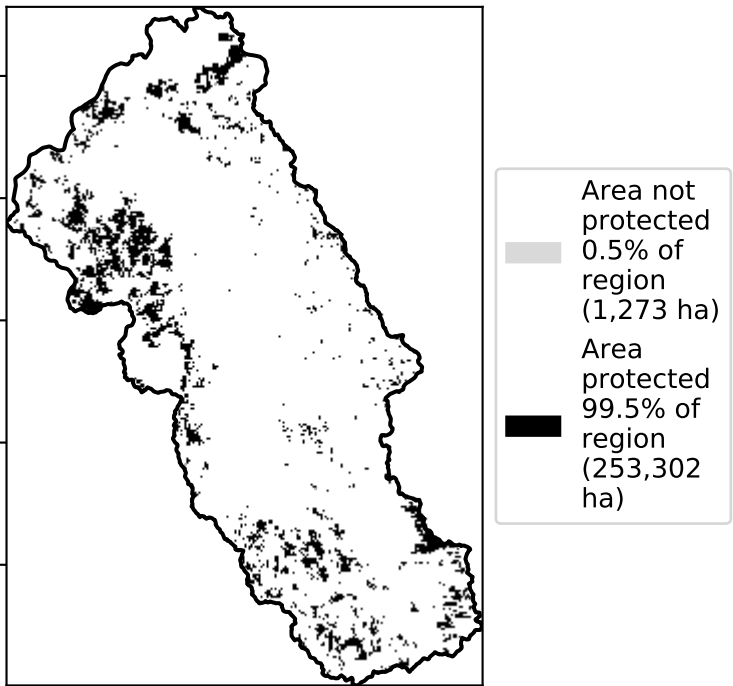 Area not
protected
0.5% of
region
(1,273 ha)
Area
protected
99.5% of
region
(253,302
ha)